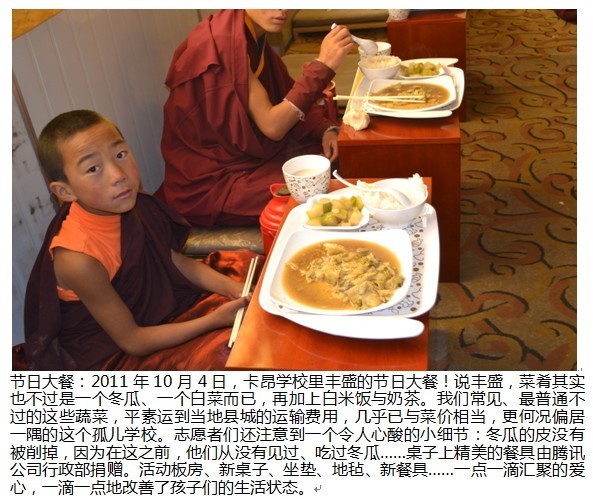 节日大餐：2011 年 10 月 4 日，卡昂学校里丰盛的节日大餐！说丰盛，菜肴其实
也不过是一个冬瓜、一个白菜而已，再加上白米饭与奶茶。我们常见、最普通不
过的这些蔬菜，平素运到当地县城的运输费用，几乎已与菜价相当，更何况偏居
一隅的这个孤儿学校。志愿者们还注意到一个令人心酸的小细节：冬瓜的皮没有
被削掉，因为在这之前，他们从没有见过、吃过冬瓜……桌子上精美的餐具由腾讯
公司行政部捐赠。活动板房、新桌子、坐垫、地毡、新餐具……一点一滴汇聚的爱
心，一滴一点地改善了孩子们的生活状态。